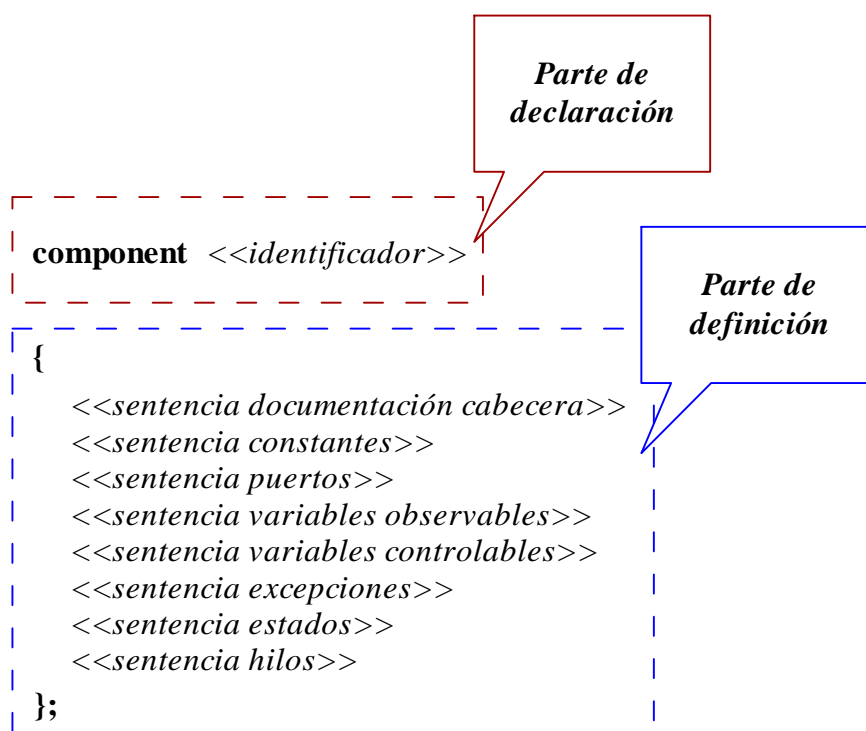 Parte de
declaración
component <<identificador>>
Parte de
definición
{
<<sentencia documentación cabecera>>
<<sentencia constantes>>
<<sentencia puertos>>
<<sentencia variables observables>>
<<sentencia variables controlables>>
<<sentencia excepciones>>
<<sentencia estados>>
<<sentencia hilos>>
};